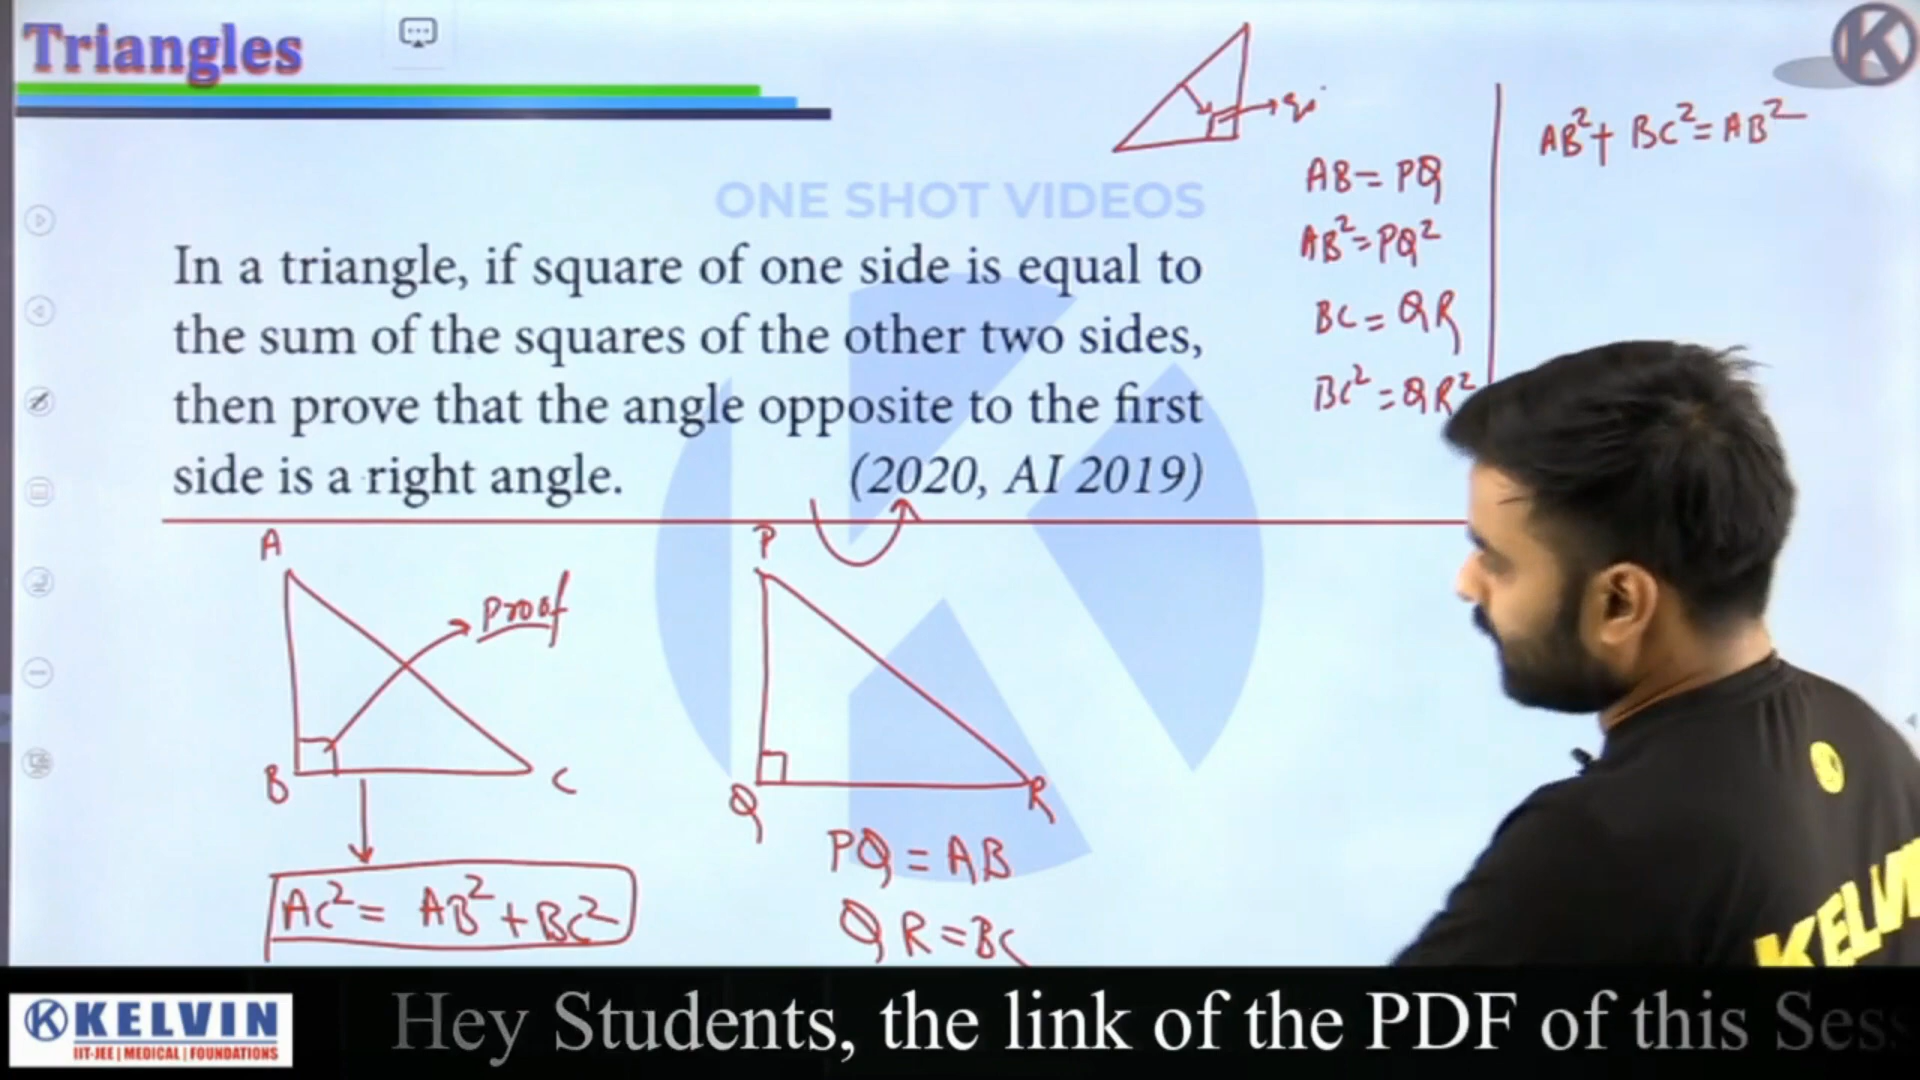 Triangles
K
ONE SHOT VIDEOS
In a triangle, if square of one side is equal to
the sum of the squares of the other two sides,
then prove that the angle opposite to the first
side is a right angle. (2020, AI 2019)
AB = PQ
AB² = PQ²
BC = QR
BC² = QR²
AB² + BC² = AB²
A
Proof
B
C
AC² = AB² + BC²
P
Q
R
PQ = AB
QR = BC
KELVIN
KELVIN
IIT-JEE | MEDICAL | FOUNDATIONS
Hey Students, the link of the PDF of this Sess